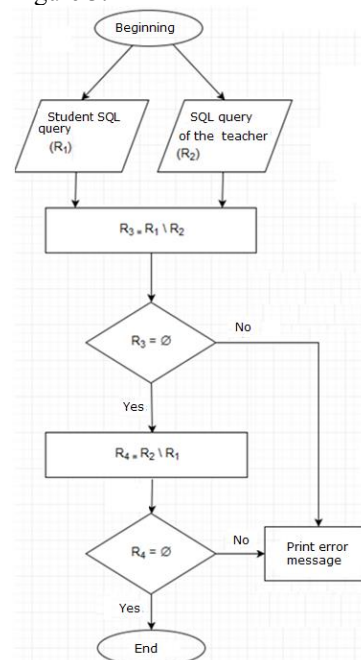 Beginning
Student SQL
query
(R₁)
SQL query
of the teacher
(R₂)
R₃ = R₁ \ R₂
R₃ = ∅
No
Yes
R₄ = R₂ \ R₁
R₄ = ∅
No
Print error
message
Yes
End